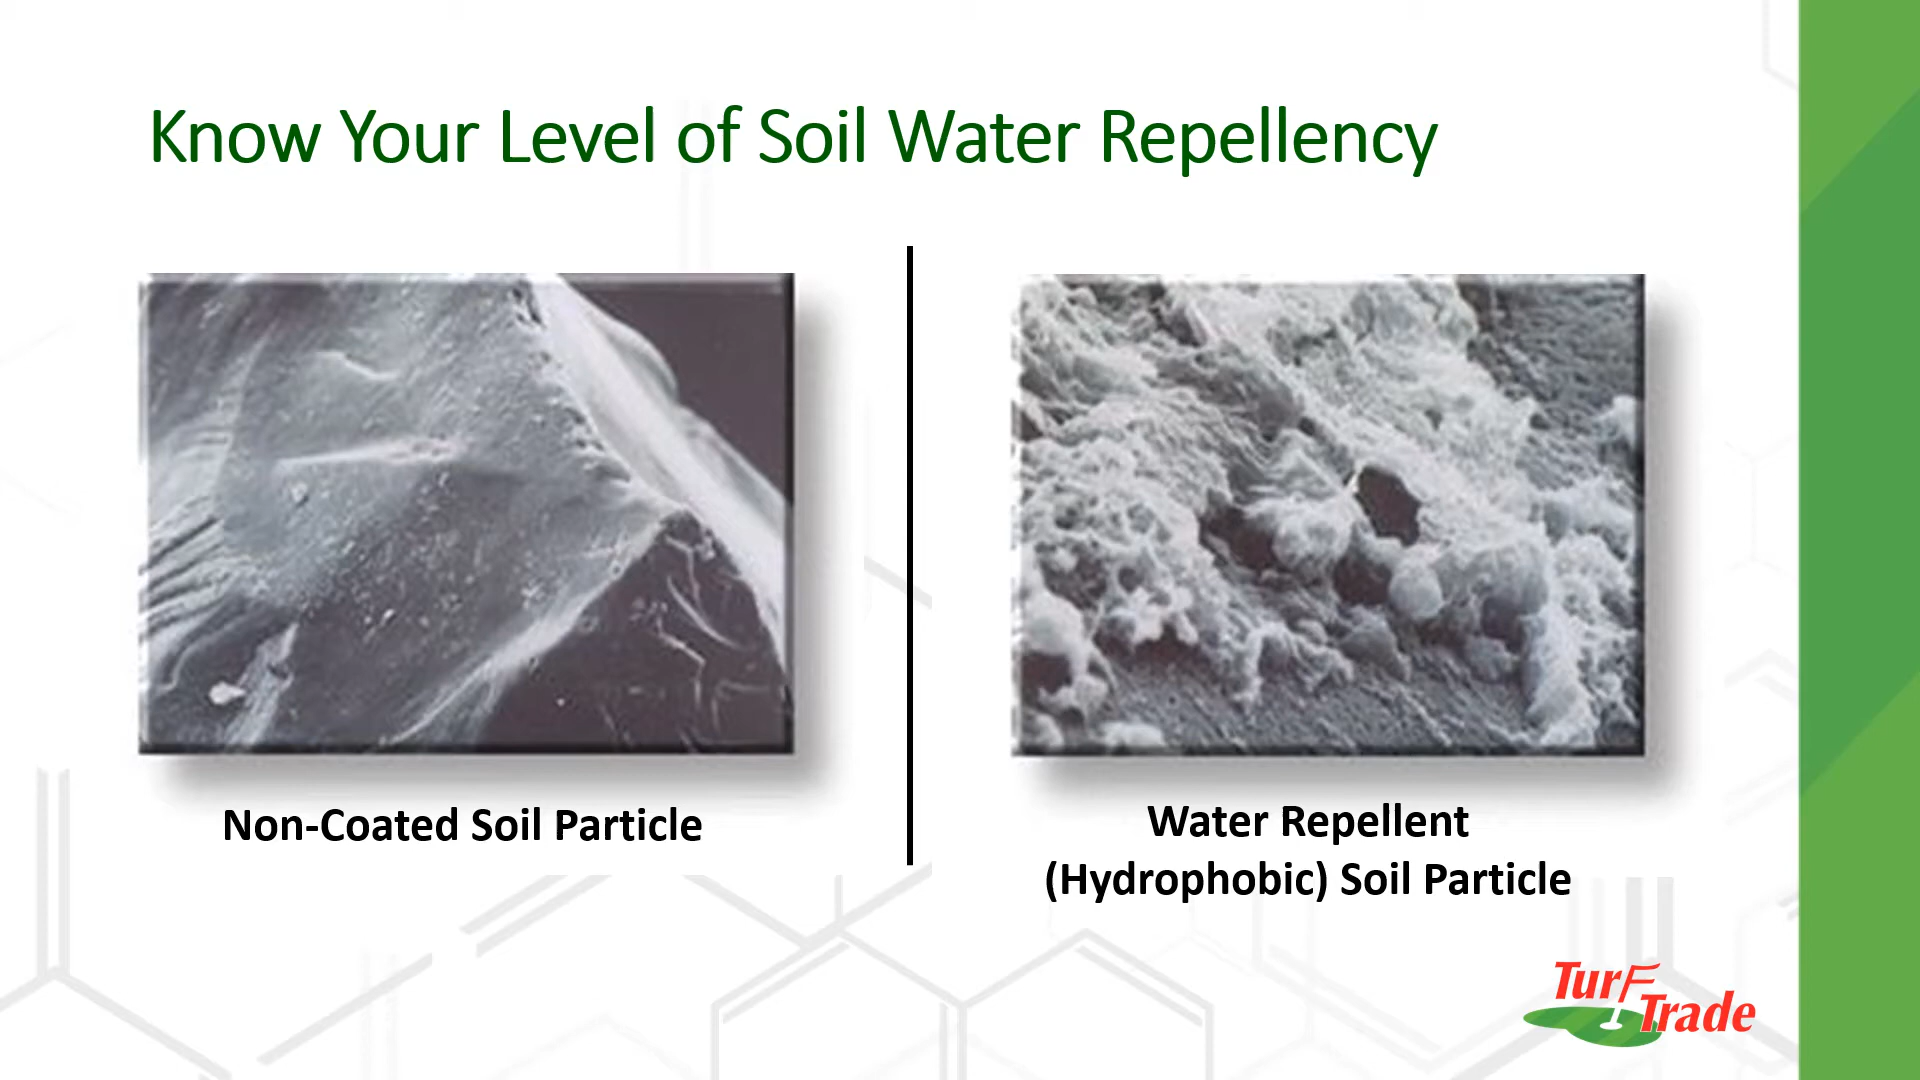 Know Your Level of Soil Water Repellency
Non-Coated Soil Particle
Water Repellent
(Hydrophobic) Soil Particle
Turf
Trade